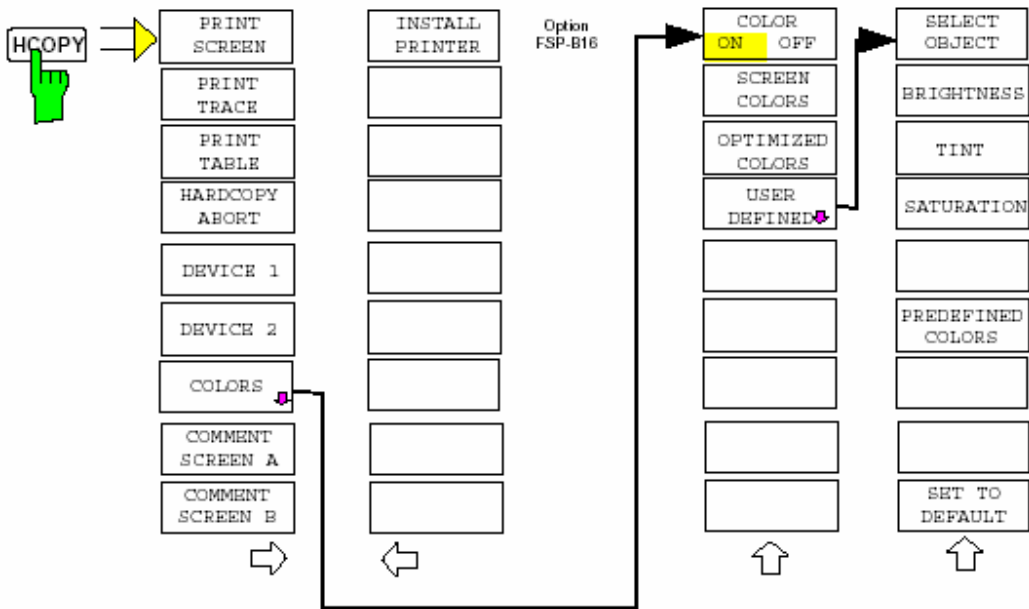 HCOPY
PRINT
SCREEN
PRINT
TRACE
PRINT
TABLE
HARDCOPY
ABORT
DEVICE 1
DEVICE 2
COLORS
COMMENT
SCREEN A
COMMENT
SCREEN B
INSTALL
PRINTER
Option
FSP-B16
COLOR
ON OFF
SCREEN
COLORS
OPTIMIZED
COLORS
USER
DEFINED
SELECT
OBJECT
BRIGHTNESS
TINT
SATURATION
PREDEFINED
COLORS
SET TO
DEFAULT